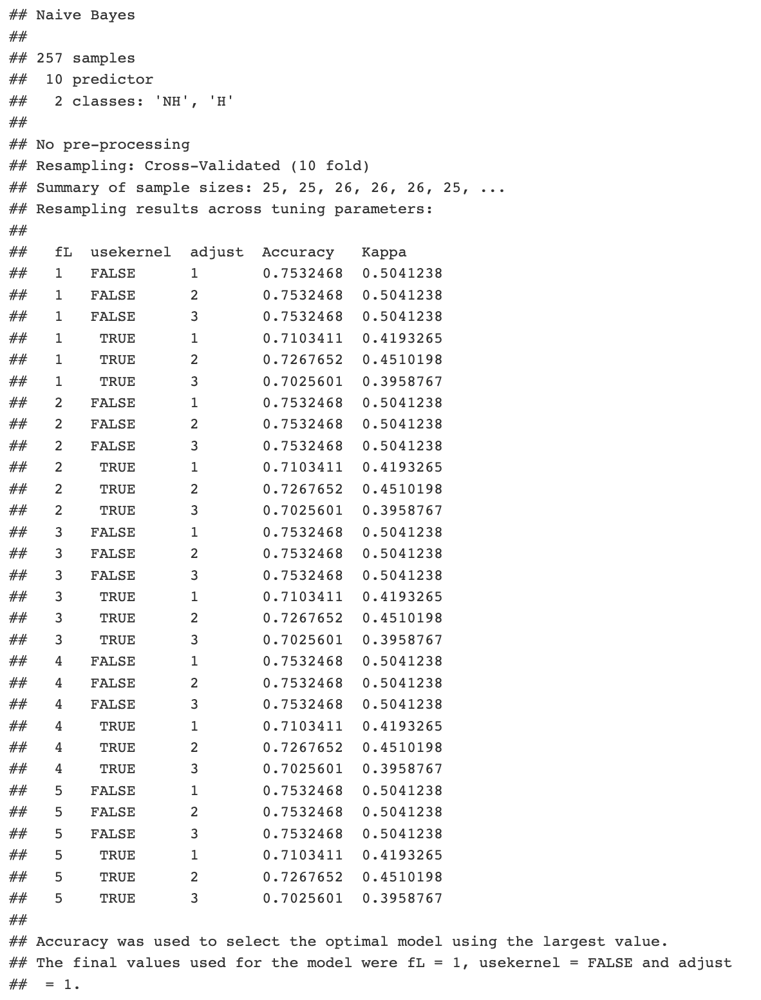 ## Naive Bayes
##
## 257 samples
##  10 predictor
##   2 classes: 'NH', 'H'
##
## No pre-processing
## Resampling: Cross-Validated (10 fold)
## Summary of sample sizes: 25, 25, 26, 26, 26, 25, ...
## Resampling results across tuning parameters:
##
##   fL  usekernel  adjust  Accuracy   Kappa
##   1   FALSE      1       0.7532468  0.5041238
##   1   FALSE      2       0.7532468  0.5041238
##   1   FALSE      3       0.7532468  0.5041238
##   1    TRUE      1       0.7103411  0.4193265
##   1    TRUE      2       0.7267652  0.4510198
##   1    TRUE      3       0.7025601  0.3958767
##   2   FALSE      1       0.7532468  0.5041238
##   2   FALSE      2       0.7532468  0.5041238
##   2   FALSE      3       0.7532468  0.5041238
##   2    TRUE      1       0.7103411  0.4193265
##   2    TRUE      2       0.7267652  0.4510198
##   2    TRUE      3       0.7025601  0.3958767
##   3   FALSE      1       0.7532468  0.5041238
##   3   FALSE      2       0.7532468  0.5041238
##   3   FALSE      3       0.7532468  0.5041238
##   3    TRUE      1       0.7103411  0.4193265
##   3    TRUE      2       0.7267652  0.4510198
##   3    TRUE      3       0.7025601  0.3958767
##   4   FALSE      1       0.7532468  0.5041238
##   4   FALSE      2       0.7532468  0.5041238
##   4   FALSE      3       0.7532468  0.5041238
##   4    TRUE      1       0.7103411  0.4193265
##   4    TRUE      2       0.7267652  0.4510198
##   4    TRUE      3       0.7025601  0.3958767
##   5   FALSE      1       0.7532468  0.5041238
##   5   FALSE      2       0.7532468  0.5041238
##   5   FALSE      3       0.7532468  0.5041238
##   5    TRUE      1       0.7103411  0.4193265
##   5    TRUE      2       0.7267652  0.4510198
##   5    TRUE      3       0.7025601  0.3958767
##
## Accuracy was used to select the optimal model using the largest value.
## The final values used for the model were fL = 1, usekernel = FALSE and adjust
##  = 1.